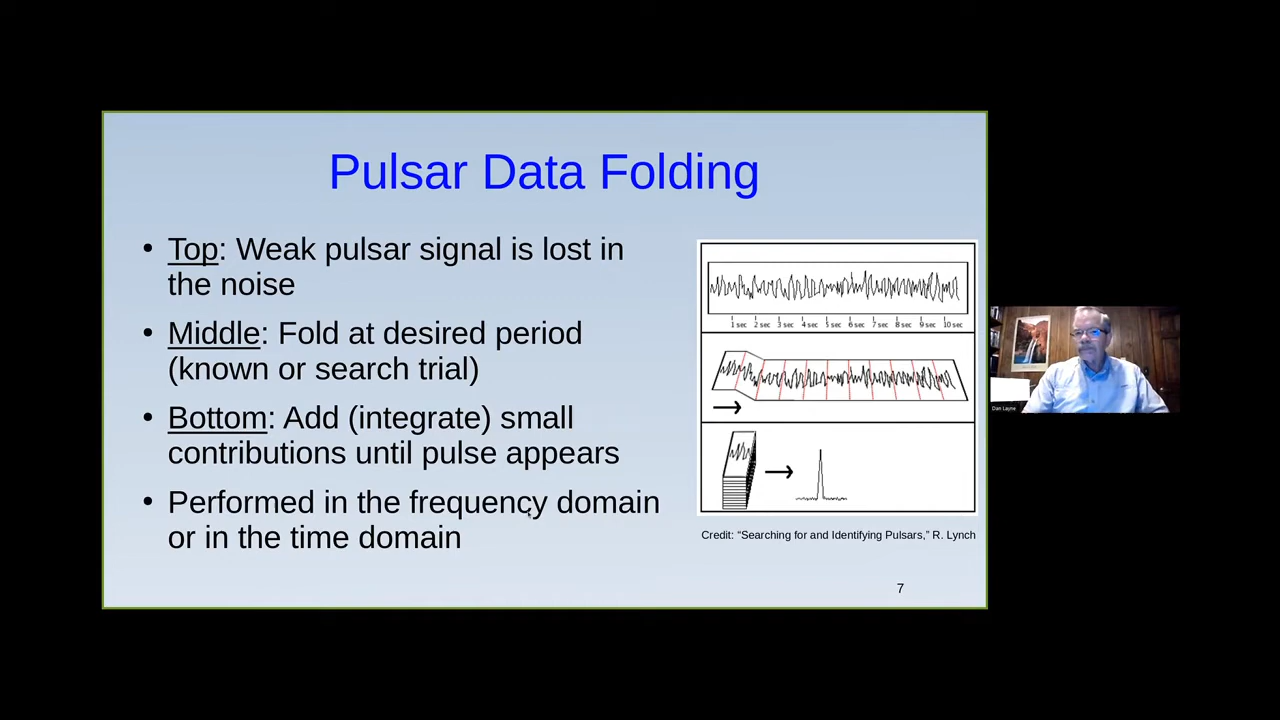 Pulsar Data Folding
• Top: Weak pulsar signal is lost in
the noise
• Middle: Fold at desired period
(known or search trial)
• Bottom: Add (integrate) small
contributions until pulse appears
• Performed in the frequency domain
or in the time domain
1 sec 2 sec 3 sec 4 sec 5 sec 6 sec 7 sec 8 sec 9 sec 10 sec
Credit: “Searching for and Identifying Pulsars,” R. Lynch
7
Dan Layne